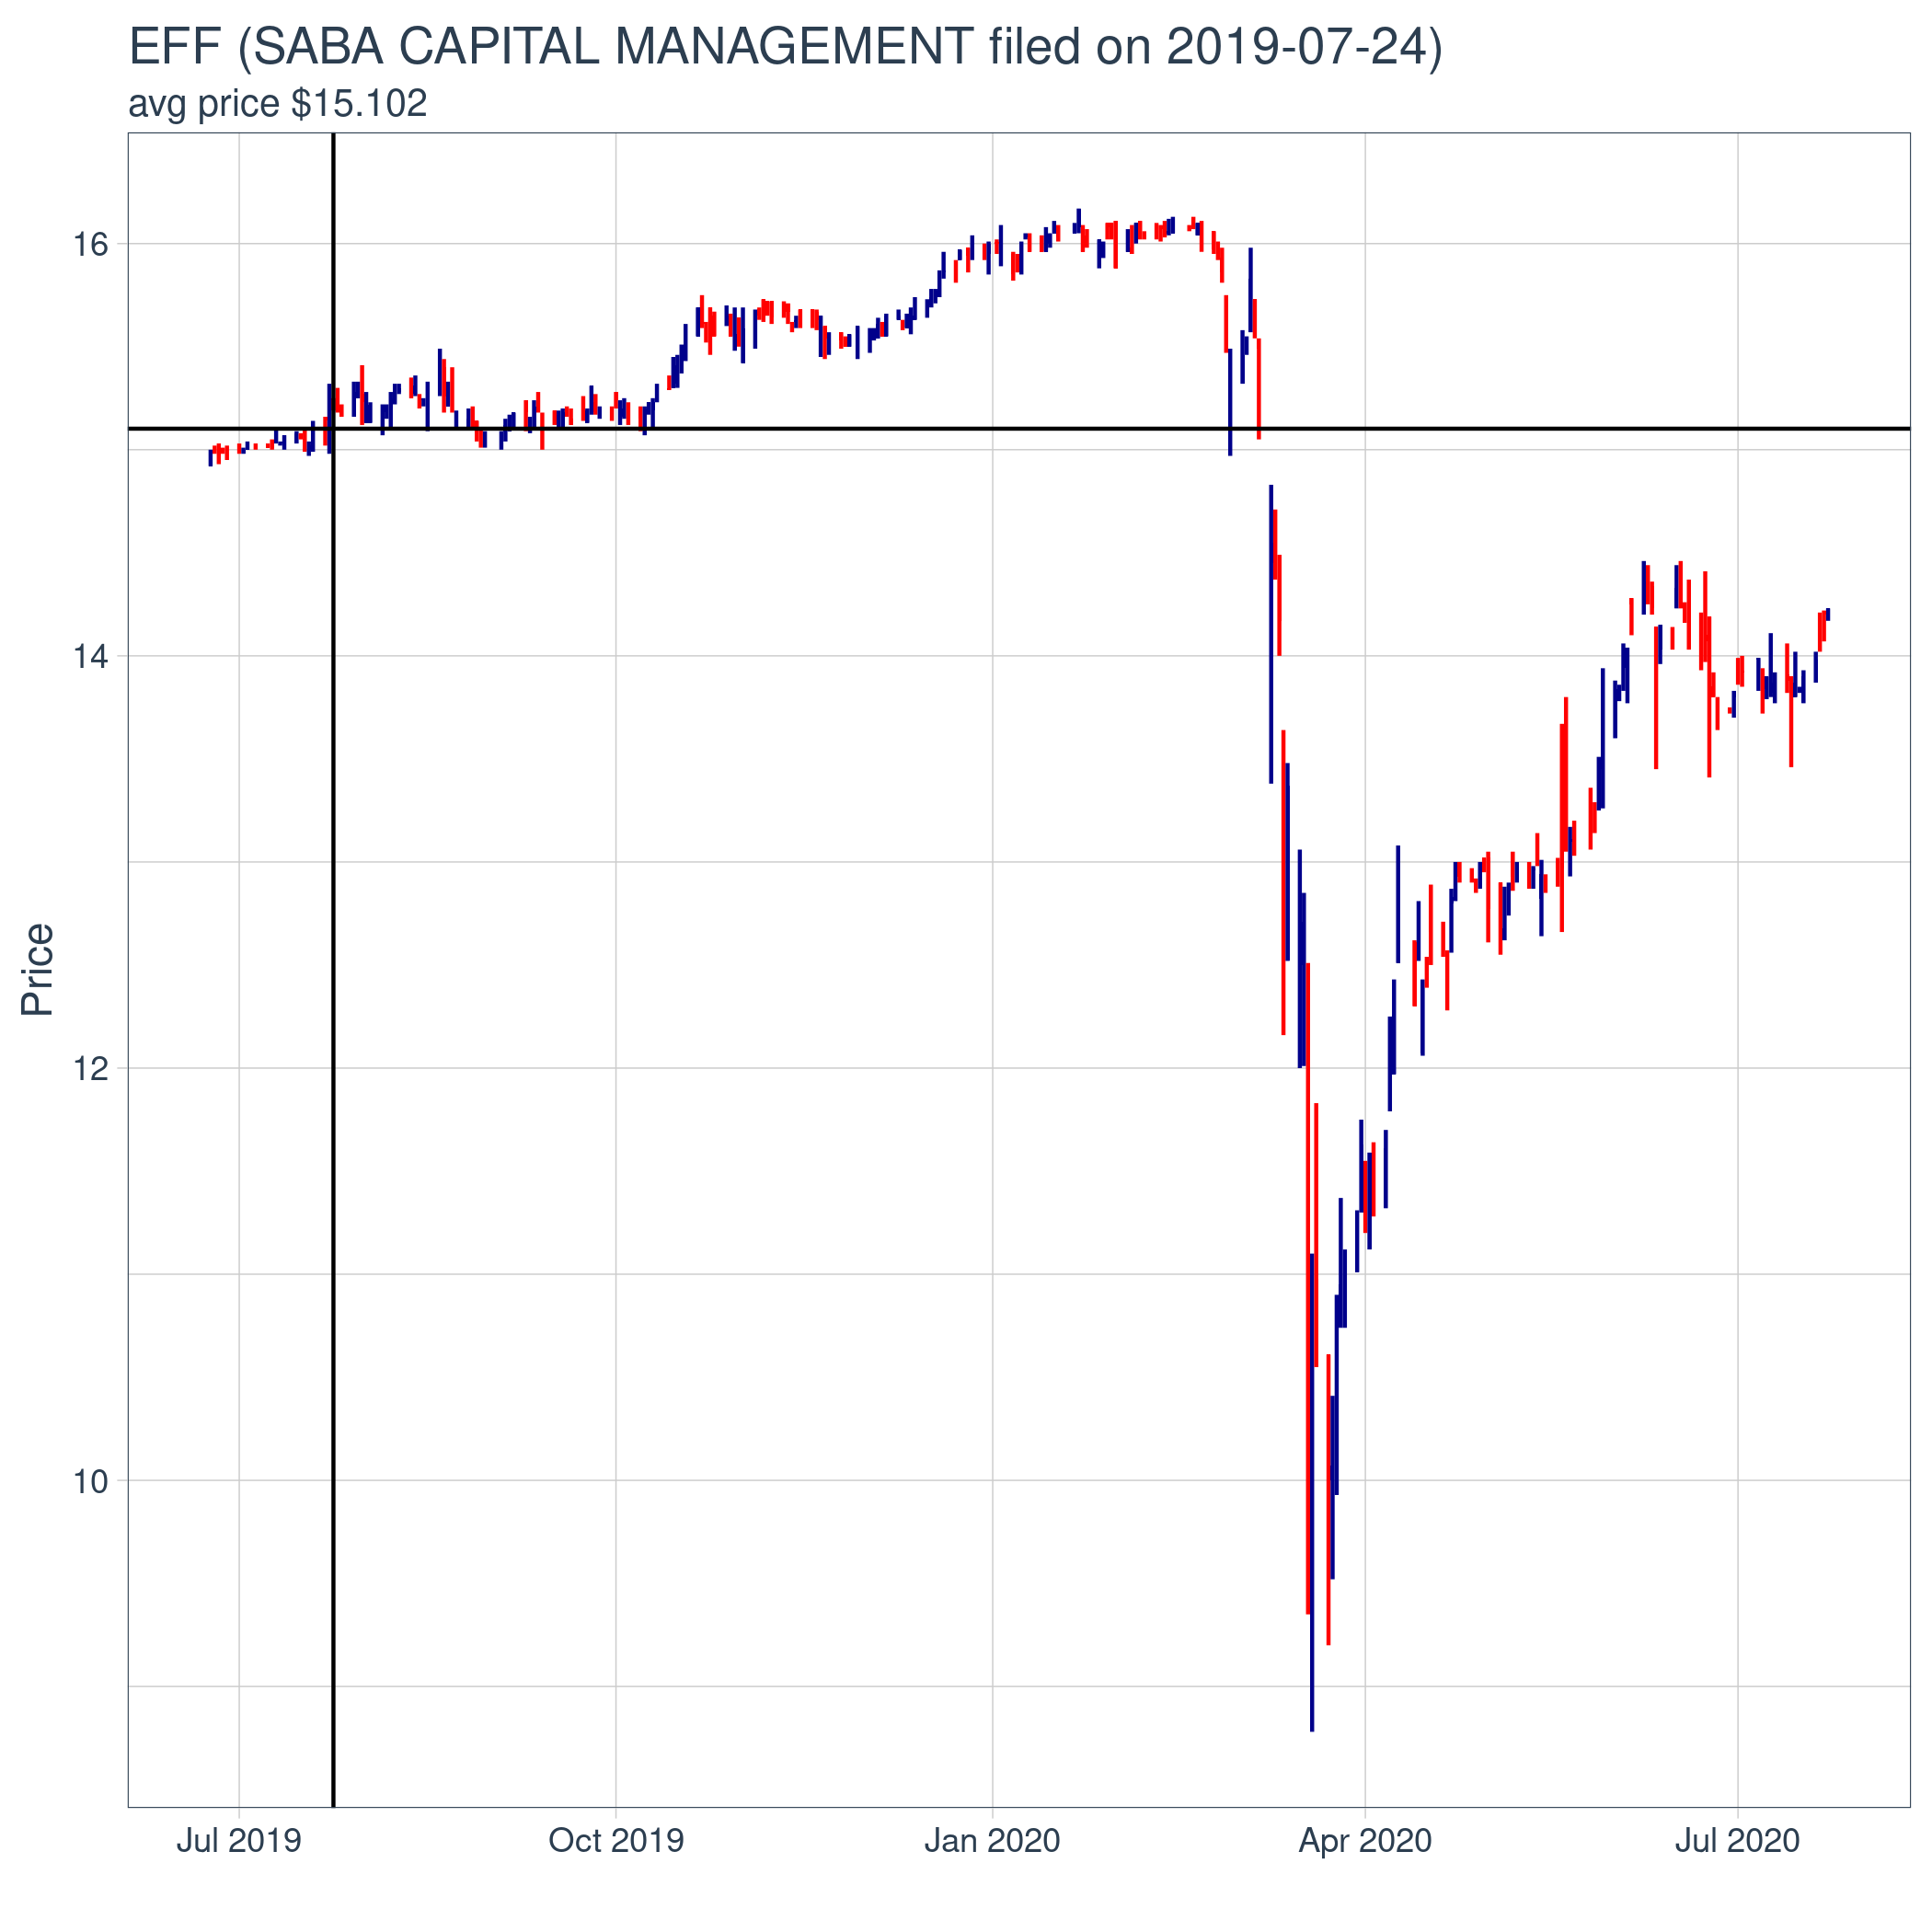 EFF (SABA CAPITAL MANAGEMENT filed on 2019-07-24)
avg price $15.102
16
14
12
10
Price
Jul 2019
Oct 2019
Jan 2020
Apr 2020
Jul 2020